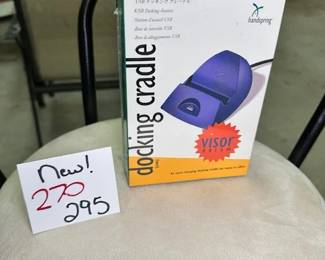 USB ドッキングクレードル
USB Docking-Station
Station d'accueil USB
Base de conexión USB
Base di alloggiamento USB
handspring
docking cradle
(usb)
visor
New!
270
295